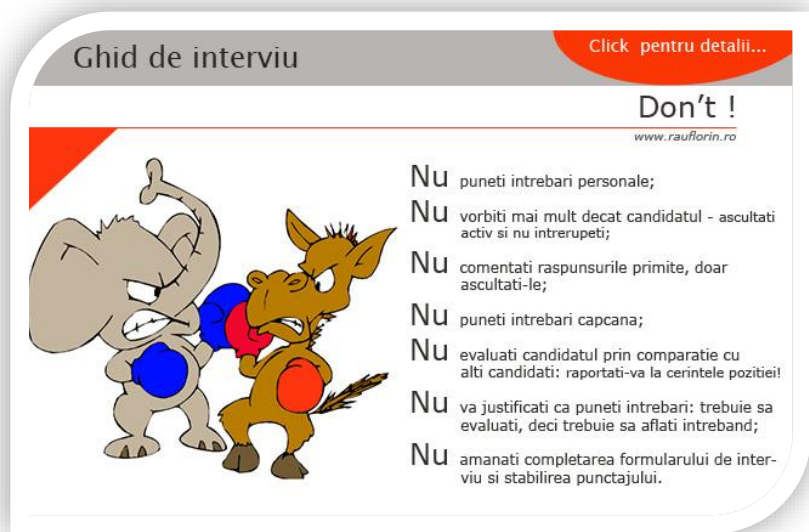 Ghid de interviu
Click pentru detalii...
Don't !
www.rauflorin.ro
Nu puneti intrebari personale;
Nu vorbiti mai mult decat candidatul - ascultati
activ si nu intrerupeti;
Nu comentati raspunsurile primite, doar
ascultati-le;
Nu puneti intrebari capcana;
Nu evaluati candidatul prin comparatie cu
alti candidati: raportati-va la cerintele pozitiei!
Nu va justificati ca puneti intrebari: trebuie sa
evaluati, deci trebuie sa aflati intreband;
Nu amanati completarea formularului de inter-
viu si stabilirea punctajului.